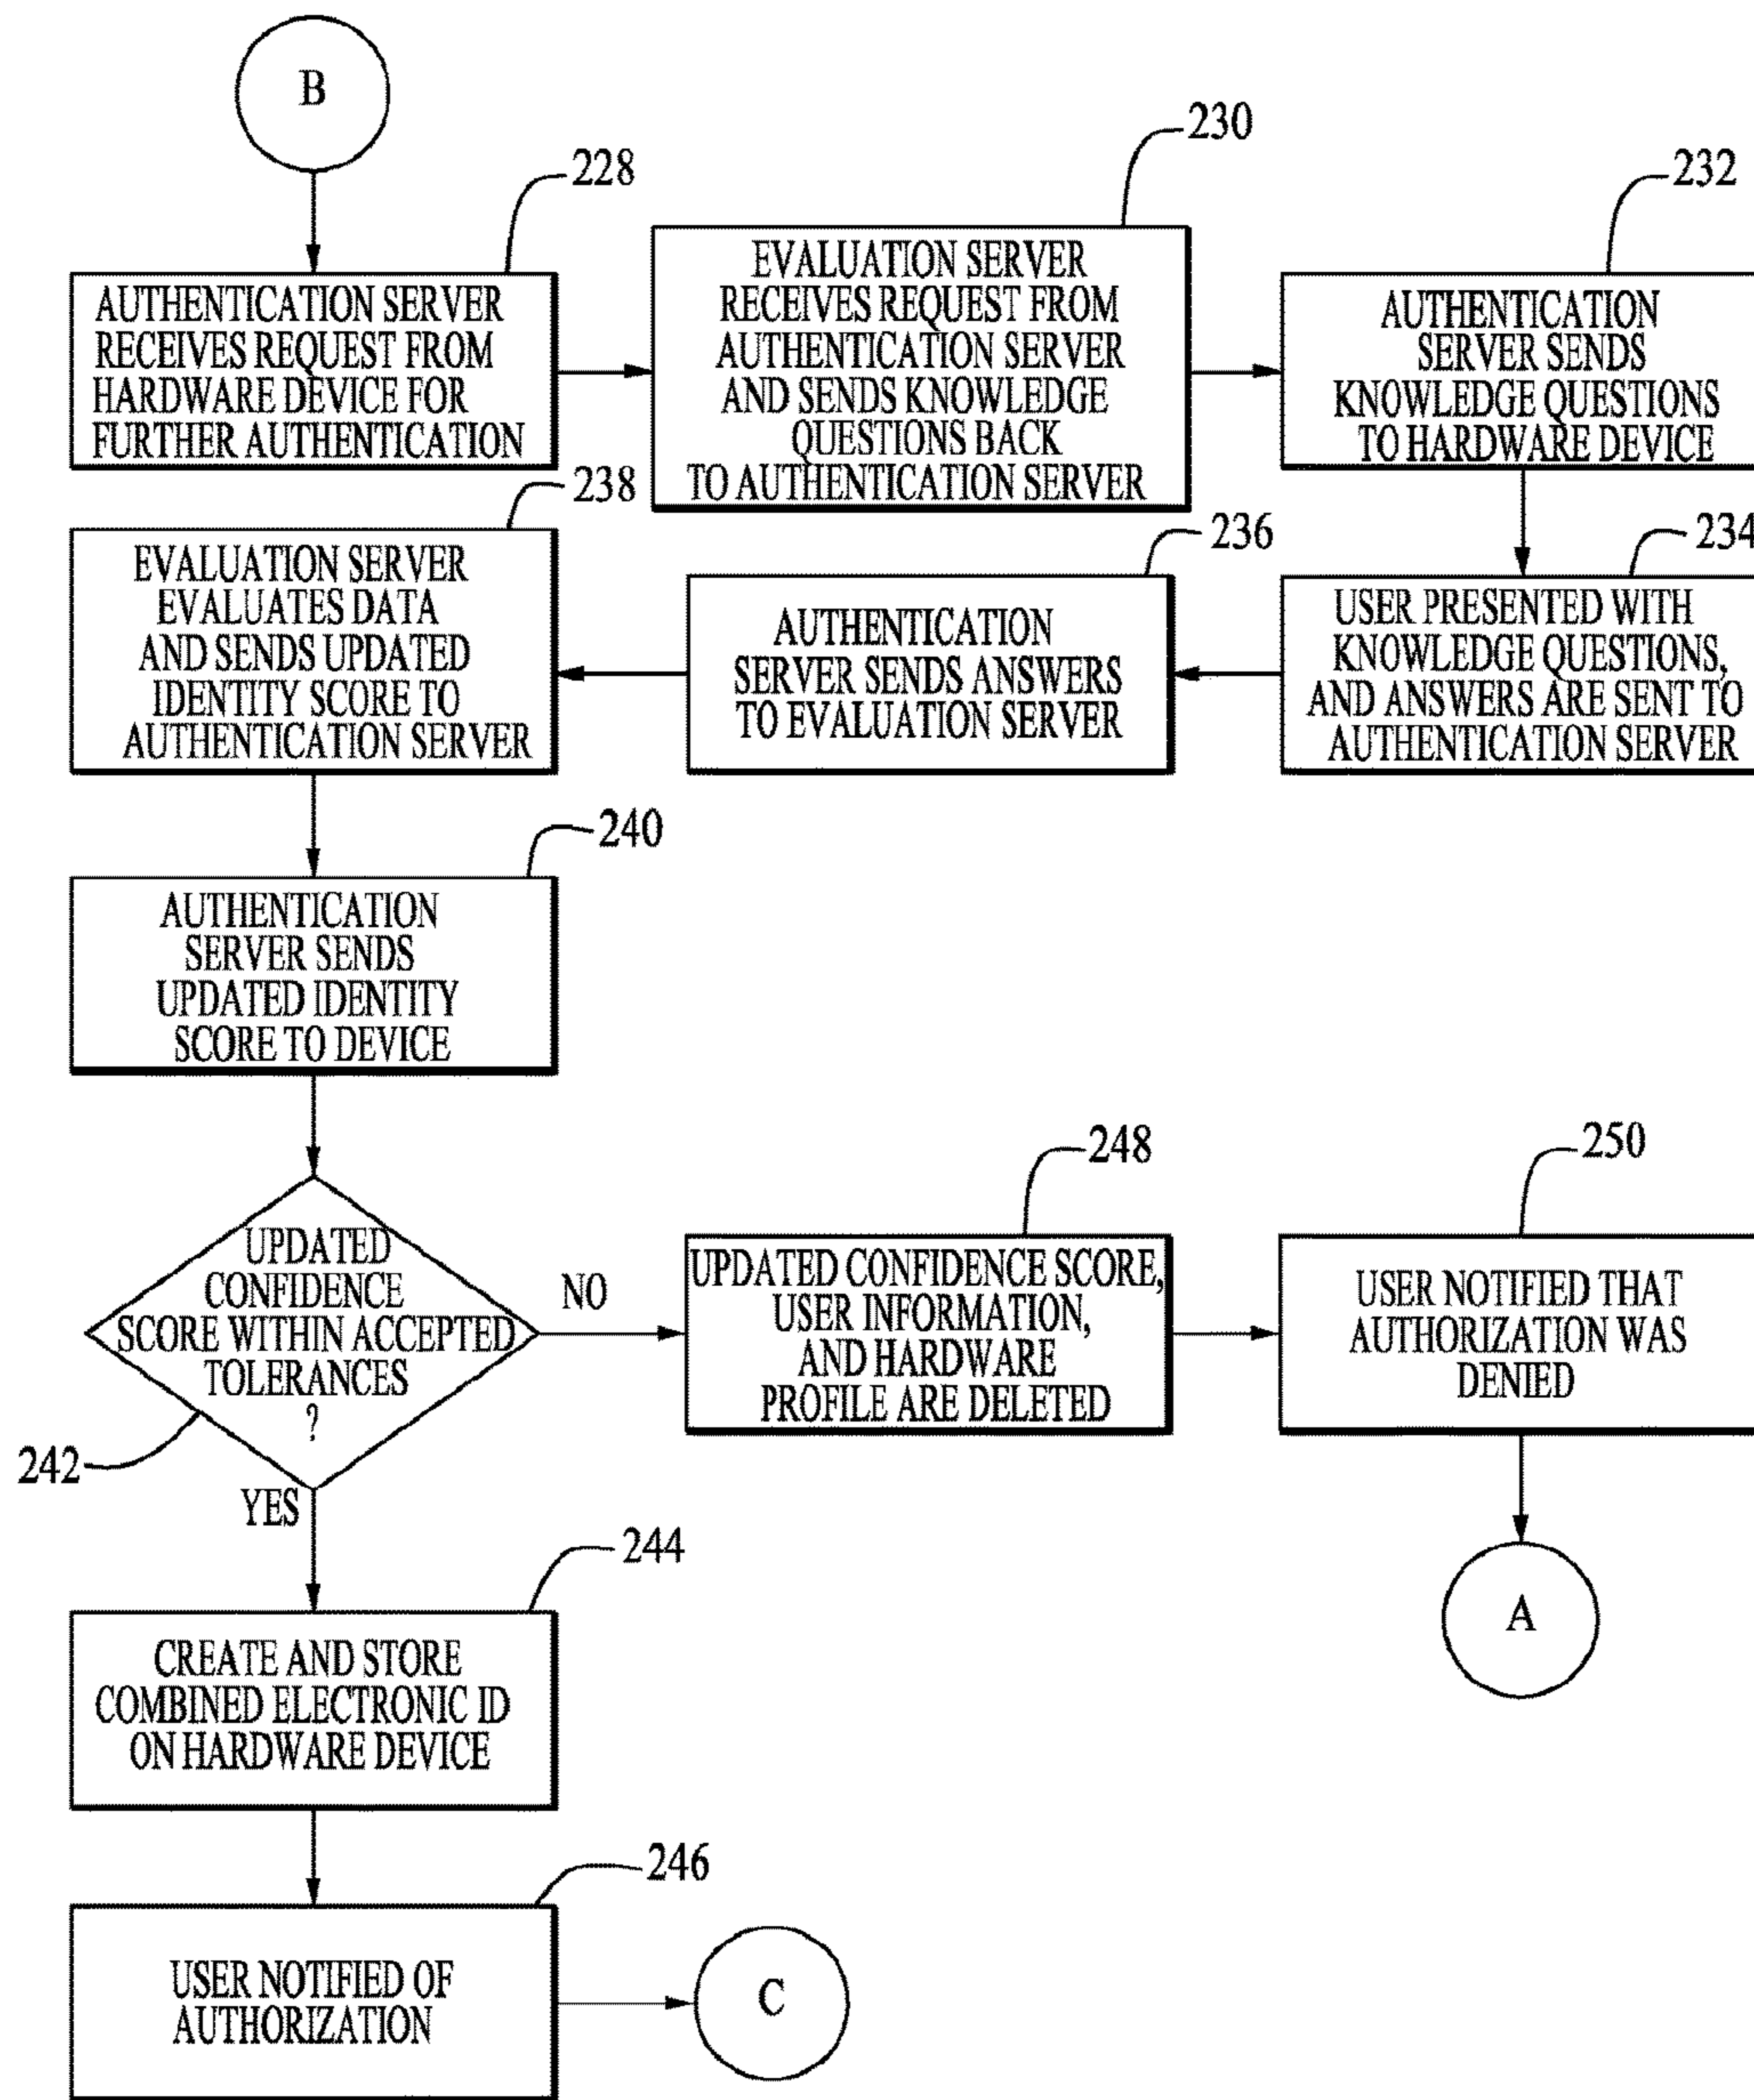 B
228
AUTHENTICATION SERVER
RECEIVES REQUEST FROM
HARDWARE DEVICE FOR
FURTHER AUTHENTICATION
230
EVALUATION SERVER
RECEIVES REQUEST FROM
AUTHENTICATION SERVER
AND SENDS KNOWLEDGE
QUESTIONS BACK
TO AUTHENTICATION SERVER
232
AUTHENTICATION
SERVER SENDS
KNOWLEDGE QUESTIONS
TO HARDWARE DEVICE
234
USER PRESENTED WITH
KNOWLEDGE QUESTIONS,
AND ANSWERS ARE SENT TO
AUTHENTICATION SERVER
236
AUTHENTICATION
SERVER SENDS ANSWERS
TO EVALUATION SERVER
238
EVALUATION SERVER
EVALUATES DATA
AND SENDS UPDATED
IDENTITY SCORE TO
AUTHENTICATION SERVER
240
AUTHENTICATION
SERVER SENDS
UPDATED IDENTITY
SCORE TO DEVICE
UPDATED
CONFIDENCE
SCORE WITHIN ACCEPTED
TOLERANCES
?
242
NO
248
UPDATED CONFIDENCE SCORE,
USER INFORMATION,
AND HARDWARE
PROFILE ARE DELETED
250
USER NOTIFIED THAT
AUTHORIZATION WAS
DENIED
A
YES
244
CREATE AND STORE
COMBINED ELECTRONIC ID
ON HARDWARE DEVICE
246
USER NOTIFIED OF
AUTHORIZATION
C